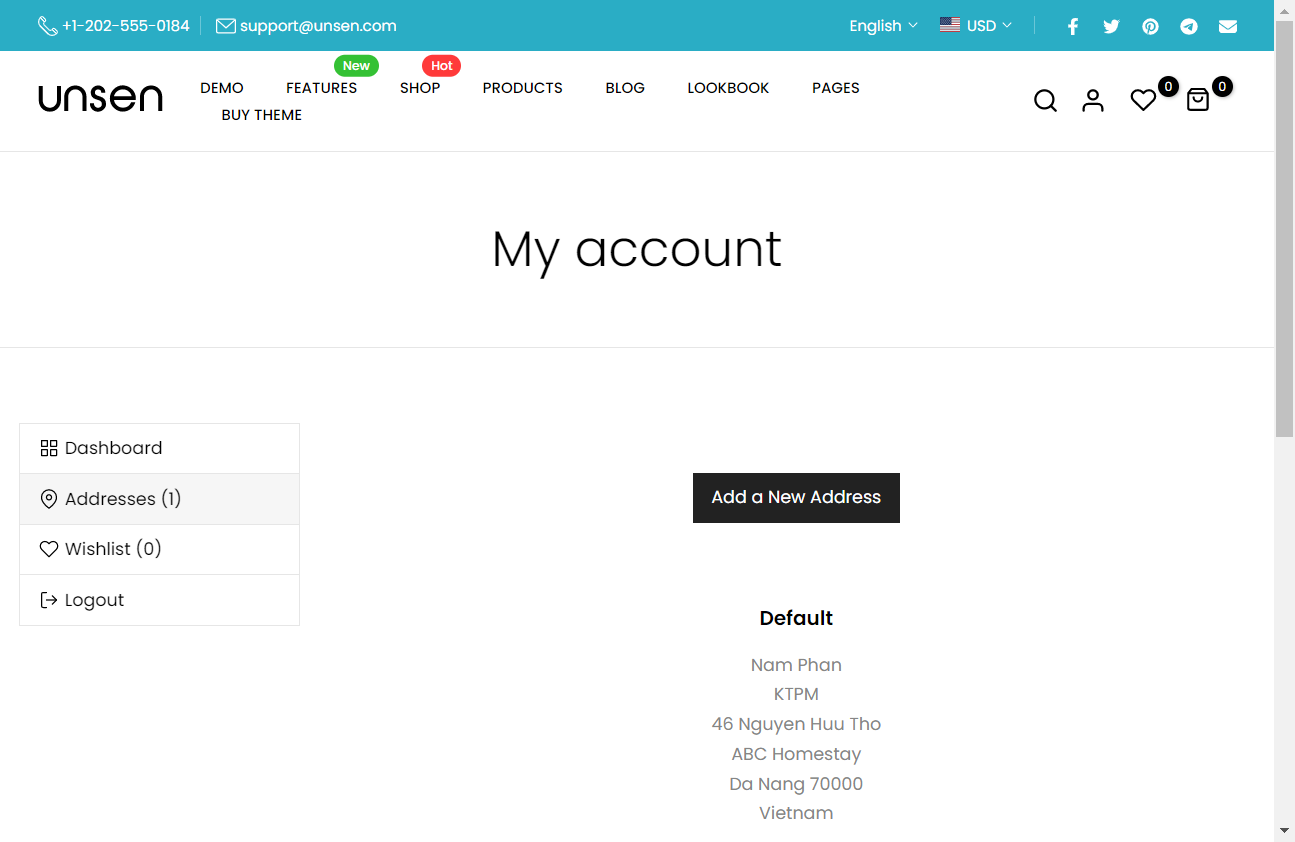 +1-202-555-0184 support@unsen.com English USD
New Hot
unsen DEMO FEATURES SHOP PRODUCTS BLOG LOOKBOOK PAGES 0 0
BUY THEME
My account
Dashboard
Addresses (1)
Wishlist (0)
Logout
Add a New Address
Default
Nam Phan
KTPM
46 Nguyen Huu Tho
ABC Homestay
Da Nang 70000
Vietnam